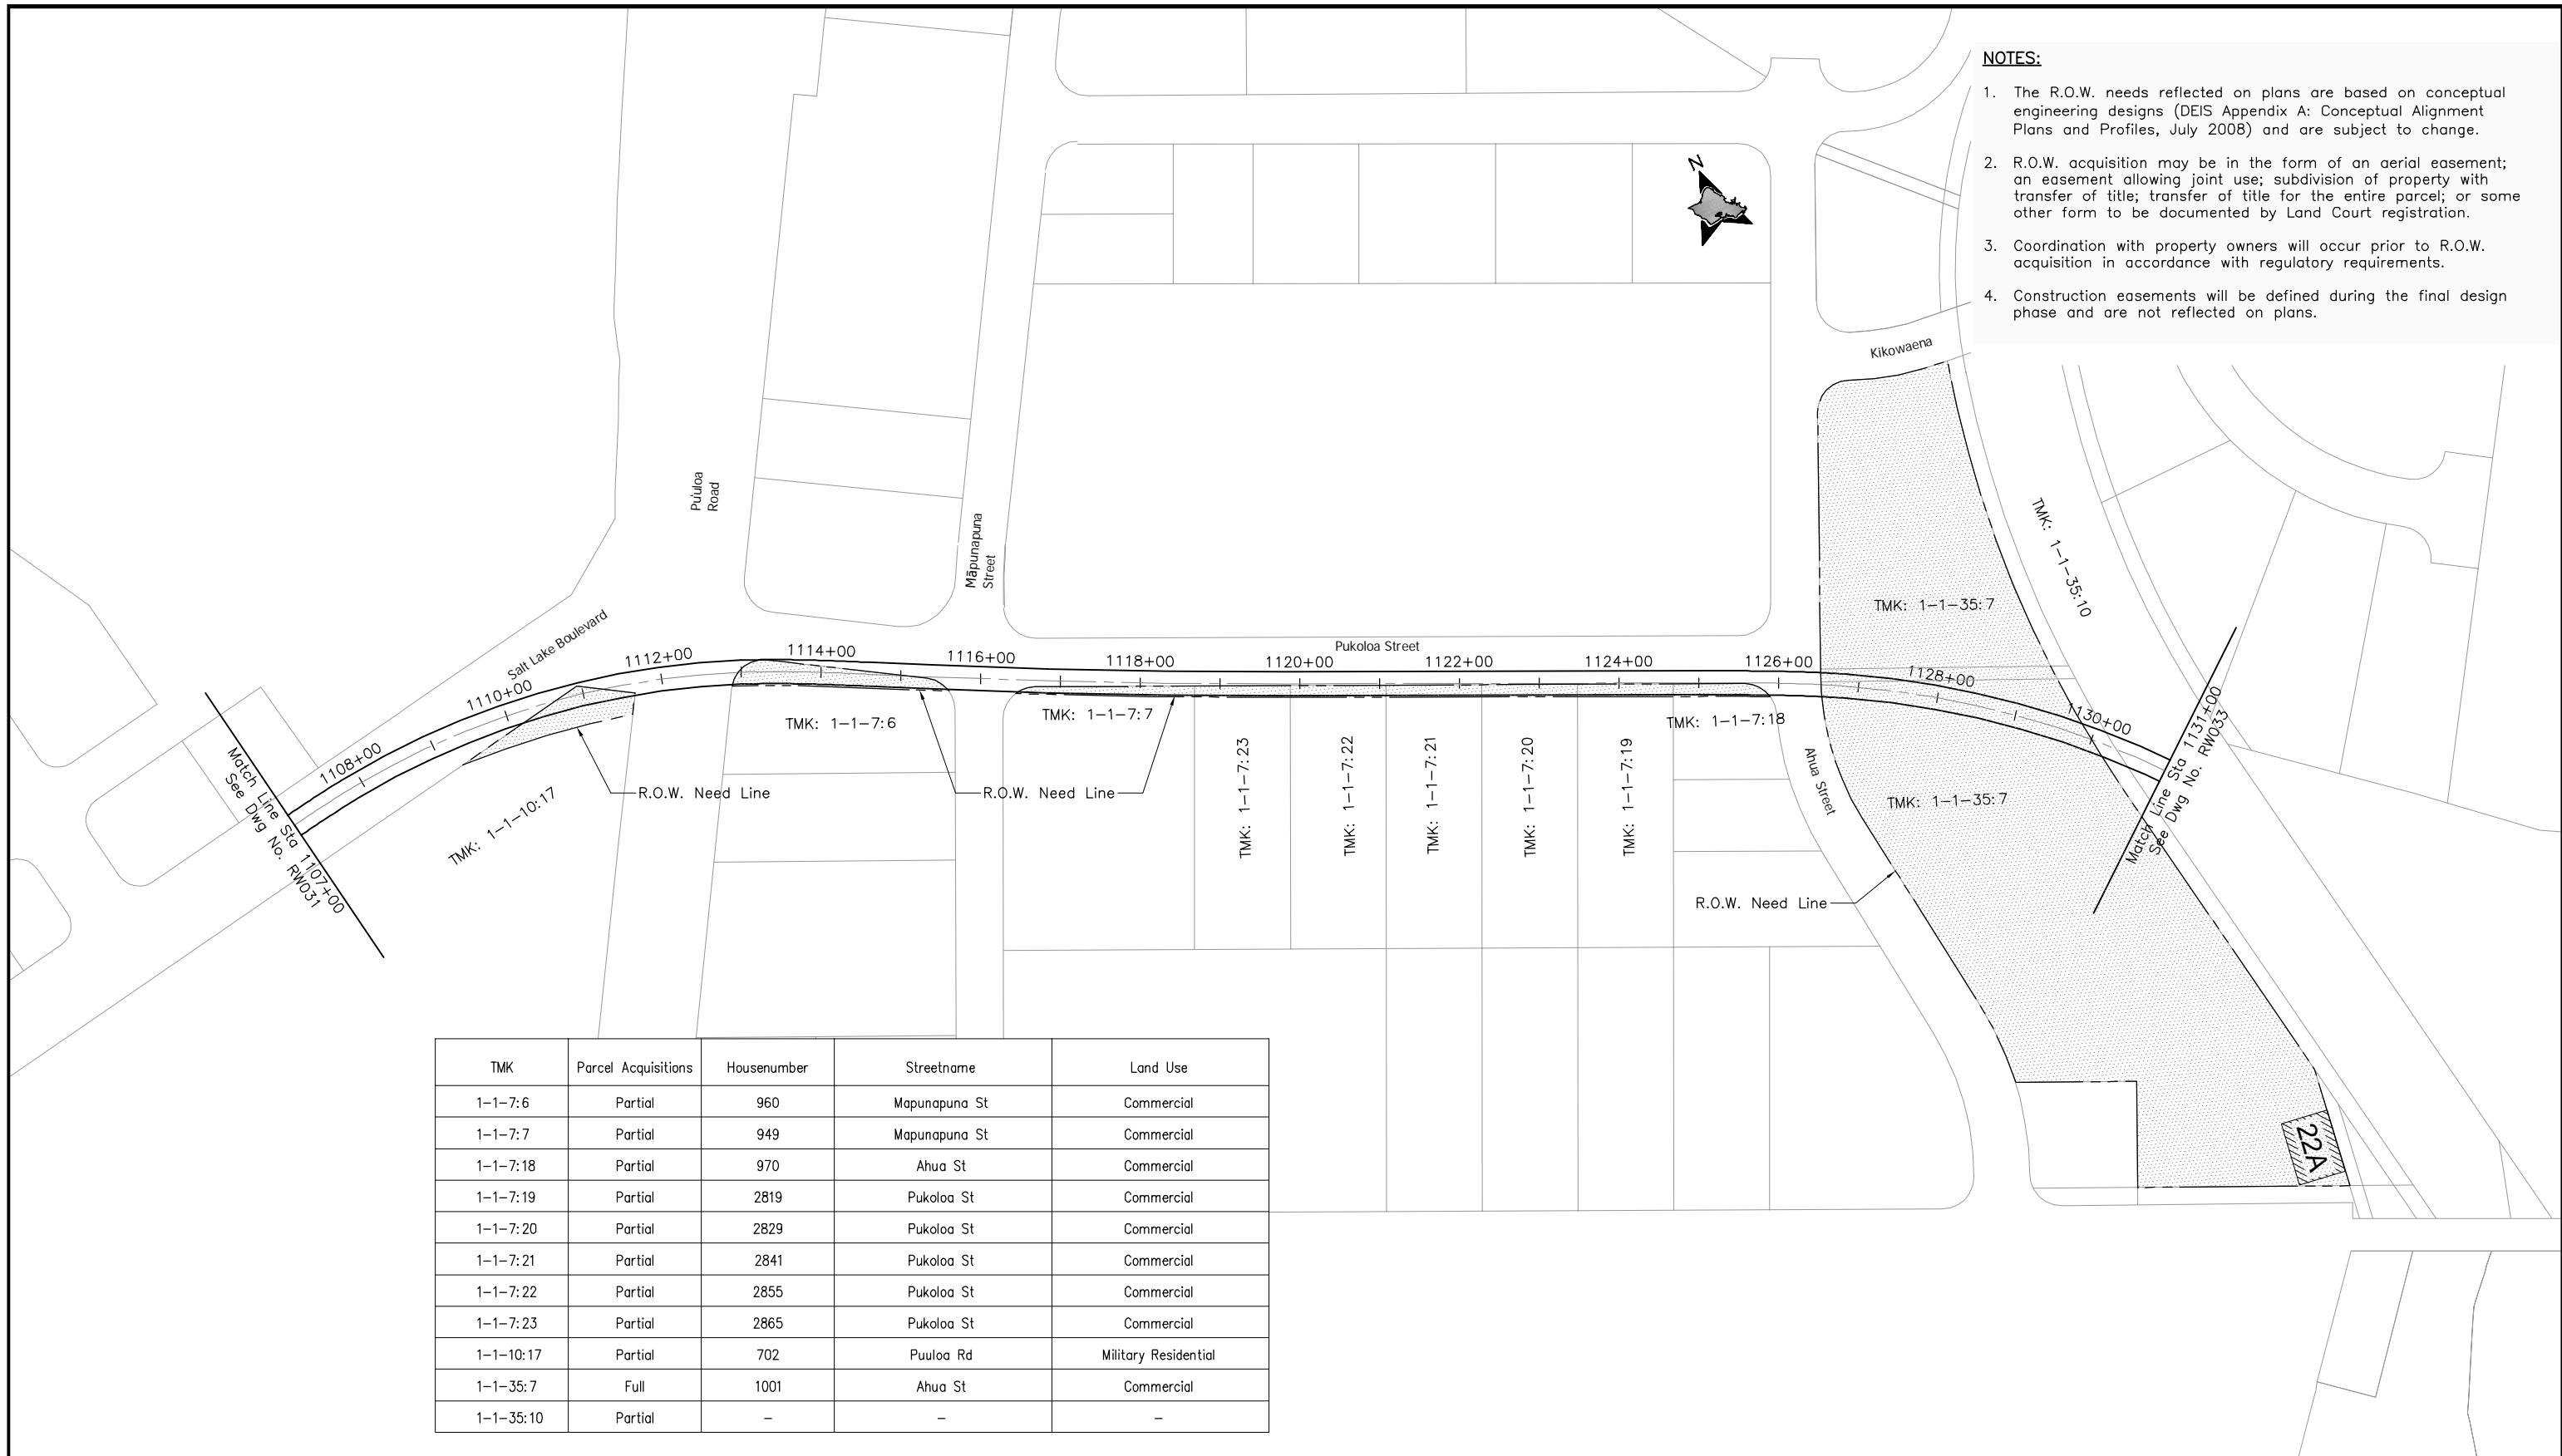 NOTES:
1. The R.O.W. needs reflected on plans are based on conceptual
engineering designs (DEIS Appendix A: Conceptual Alignment
Plans and Profiles, July 2008) and are subject to change.
2. R.O.W. acquisition may be in the form of an aerial easement;
an easement allowing joint use; subdivision of property with
transfer of title; transfer of title for the entire parcel; or some
other form to be documented by Land Court registration.
3. Coordination with property owners will occur prior to R.O.W.
acquisition in accordance with regulatory requirements.
4. Construction easements will be defined during the final design
phase and are not reflected on plans.
N
Kikowaena
Pu'uloa
Road
Māpunapuna
Street
TMK: 1-1-35:10
TMK: 1-1-35:7
Salt Lake Boulevard
Pukoloa Street
1108+00
1110+00
1112+00
1114+00
1116+00
1118+00
1120+00
1122+00
1124+00
1126+00
1128+00
1130+00
Match Line Sta 1107+00
See Dwg No. RW031
Match Line Sta 1131+00
See Dwg No. RW033
TMK: 1-1-10:17
R.O.W. Need Line
TMK: 1-1-7:6
R.O.W. Need Line
TMK: 1-1-7:7
TMK: 1-1-7:23
TMK: 1-1-7:22
TMK: 1-1-7:21
TMK: 1-1-7:20
TMK: 1-1-7:19
TMK: 1-1-7:18
Ahua Street
TMK: 1-1-35:7
R.O.W. Need Line
22A
TMK Parcel Acquisitions Housenumber Streetname Land Use
1-1-7:6 Partial 960 Mapunapuna St Commercial
1-1-7:7 Partial 949 Mapunapuna St Commercial
1-1-7:18 Partial 970 Ahua St Commercial
1-1-7:19 Partial 2819 Pukoloa St Commercial
1-1-7:20 Partial 2829 Pukoloa St Commercial
1-1-7:21 Partial 2841 Pukoloa St Commercial
1-1-7:22 Partial 2855 Pukoloa St Commercial
1-1-7:23 Partial 2865 Pukoloa St Commercial
1-1-10:17 Partial 702 Puuloa Rd Military Residential
1-1-35:7 Full 1001 Ahua St Commercial
1-1-35:10 Partial - - -